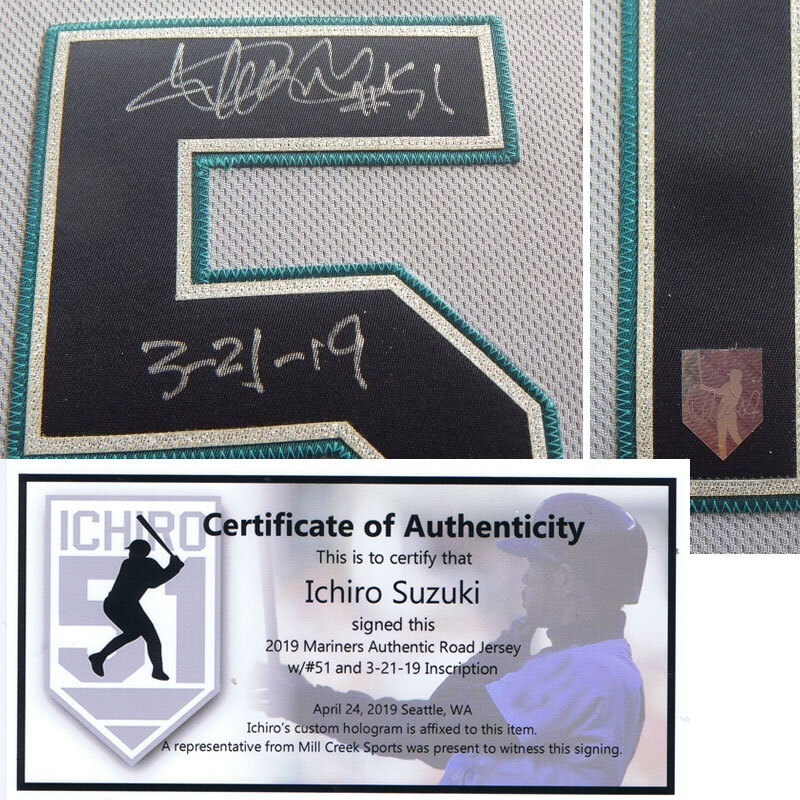 #51
3-21-19
ICHIRO
51
Certificate of Authenticity
This is to certify that
Ichiro Suzuki
signed this
2019 Mariners Authentic Road Jersey
w/#51 and 3-21-19 Inscription
April 24, 2019 Seattle, WA
Ichiro's custom hologram is affixed to this item.
A representative from Mill Creek Sports was present to witness this signing.